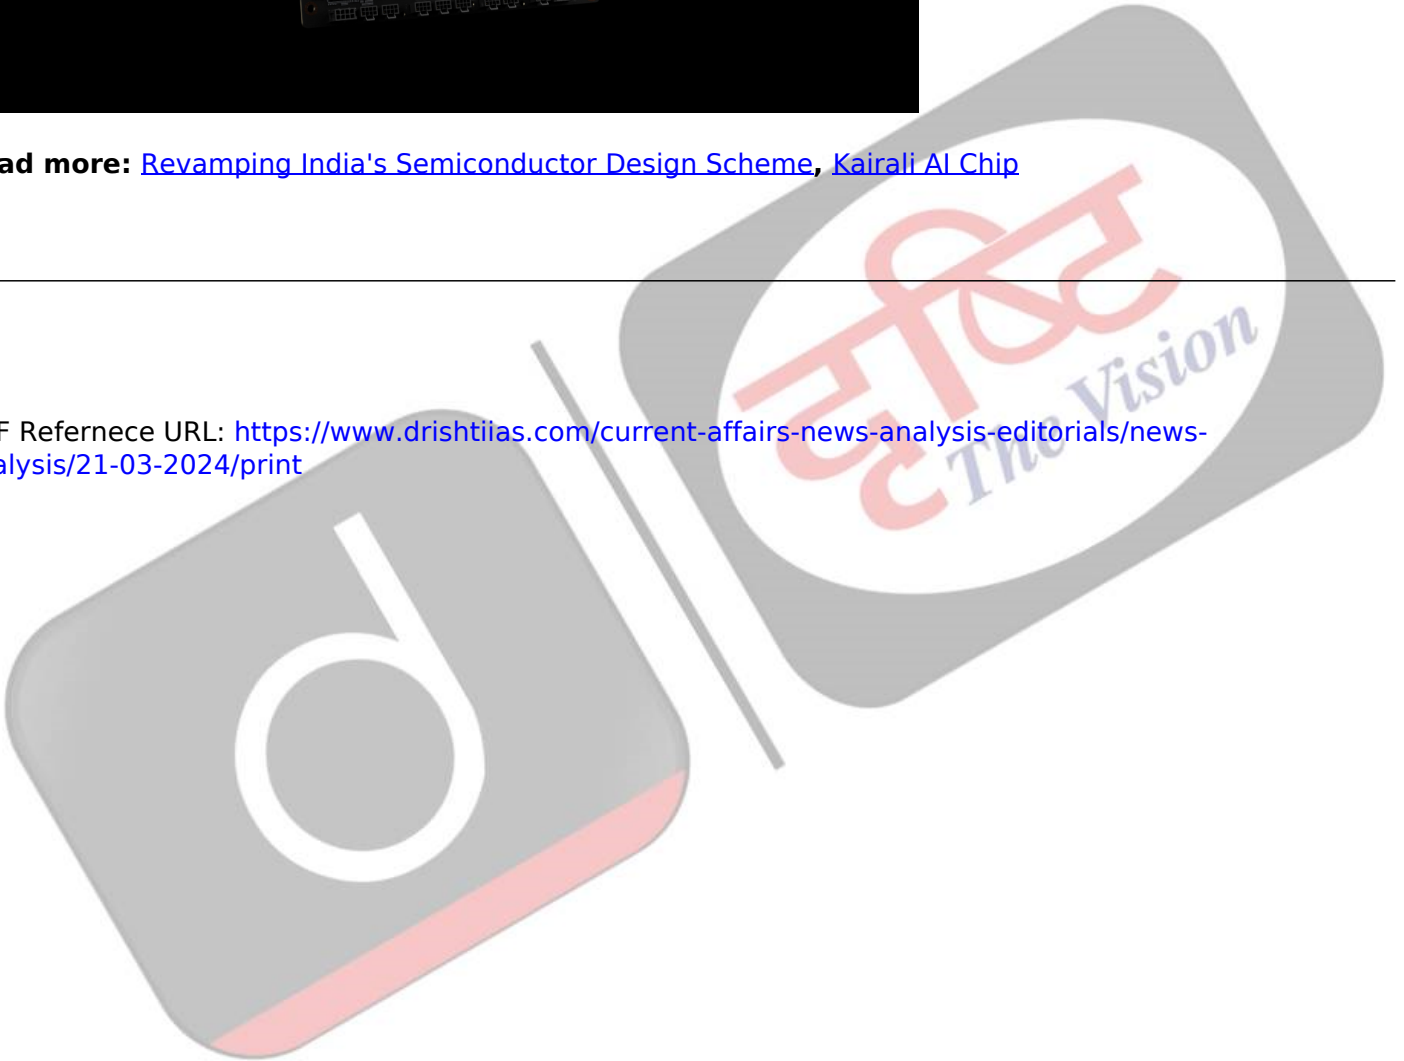 ad more: Revamping India's Semiconductor Design Scheme, Kairali AI Chip
दृष्टि
The Vision
F Refernece URL: https://www.drishtiias.com/current-affairs-news-analysis-editorials/news-
alysis/21-03-2024/print
d